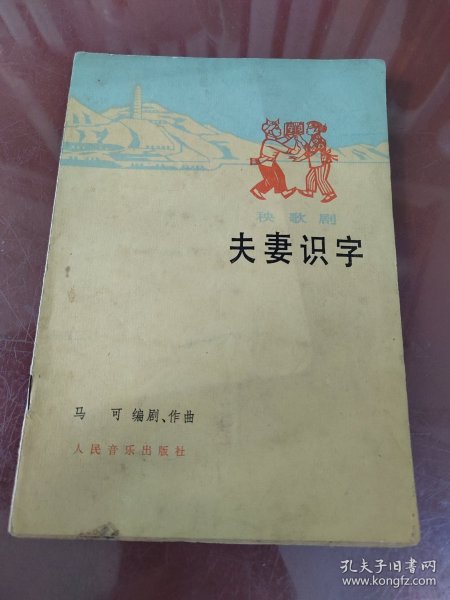 秧歌剧
夫妻识字
马 可 编剧、作曲
人民音乐出版社
孔夫子旧书网
www.kongfz.com